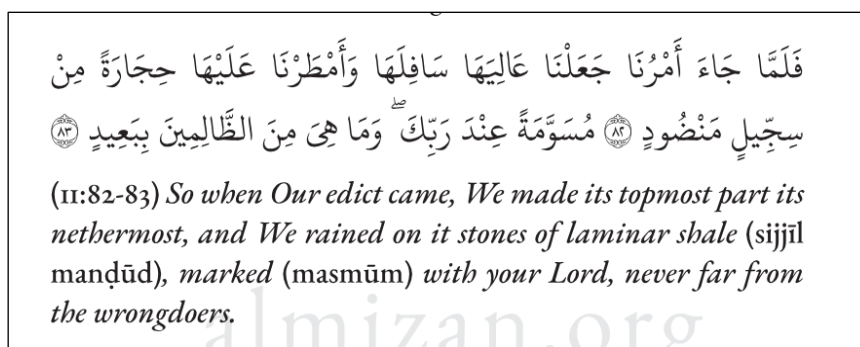 فَلَمَّا جَاءَ أَمْرُنَا جَعَلْنَا عَالِيَهَا سَافِلَهَا وَأَمْطَرْنَا عَلَيْهَا حِجَارَةً مِنْ
سِجِّيلٍ مَنْضُودٍ ۝٨٢ مُسَوَّمَةً عِنْدَ رَبِّكَ ۖ وَمَا هِىَ مِنَ الظَّالِمِينَ بِبَعِيدٍ ۝٨٣
(11:82-83) So when Our edict came, We made its topmost part its
nethermost, and We rained on it stones of laminar shale (sijjīl
manḍūd), marked (masmūm) with your Lord, never far from
the wrongdoers.
almizan.org